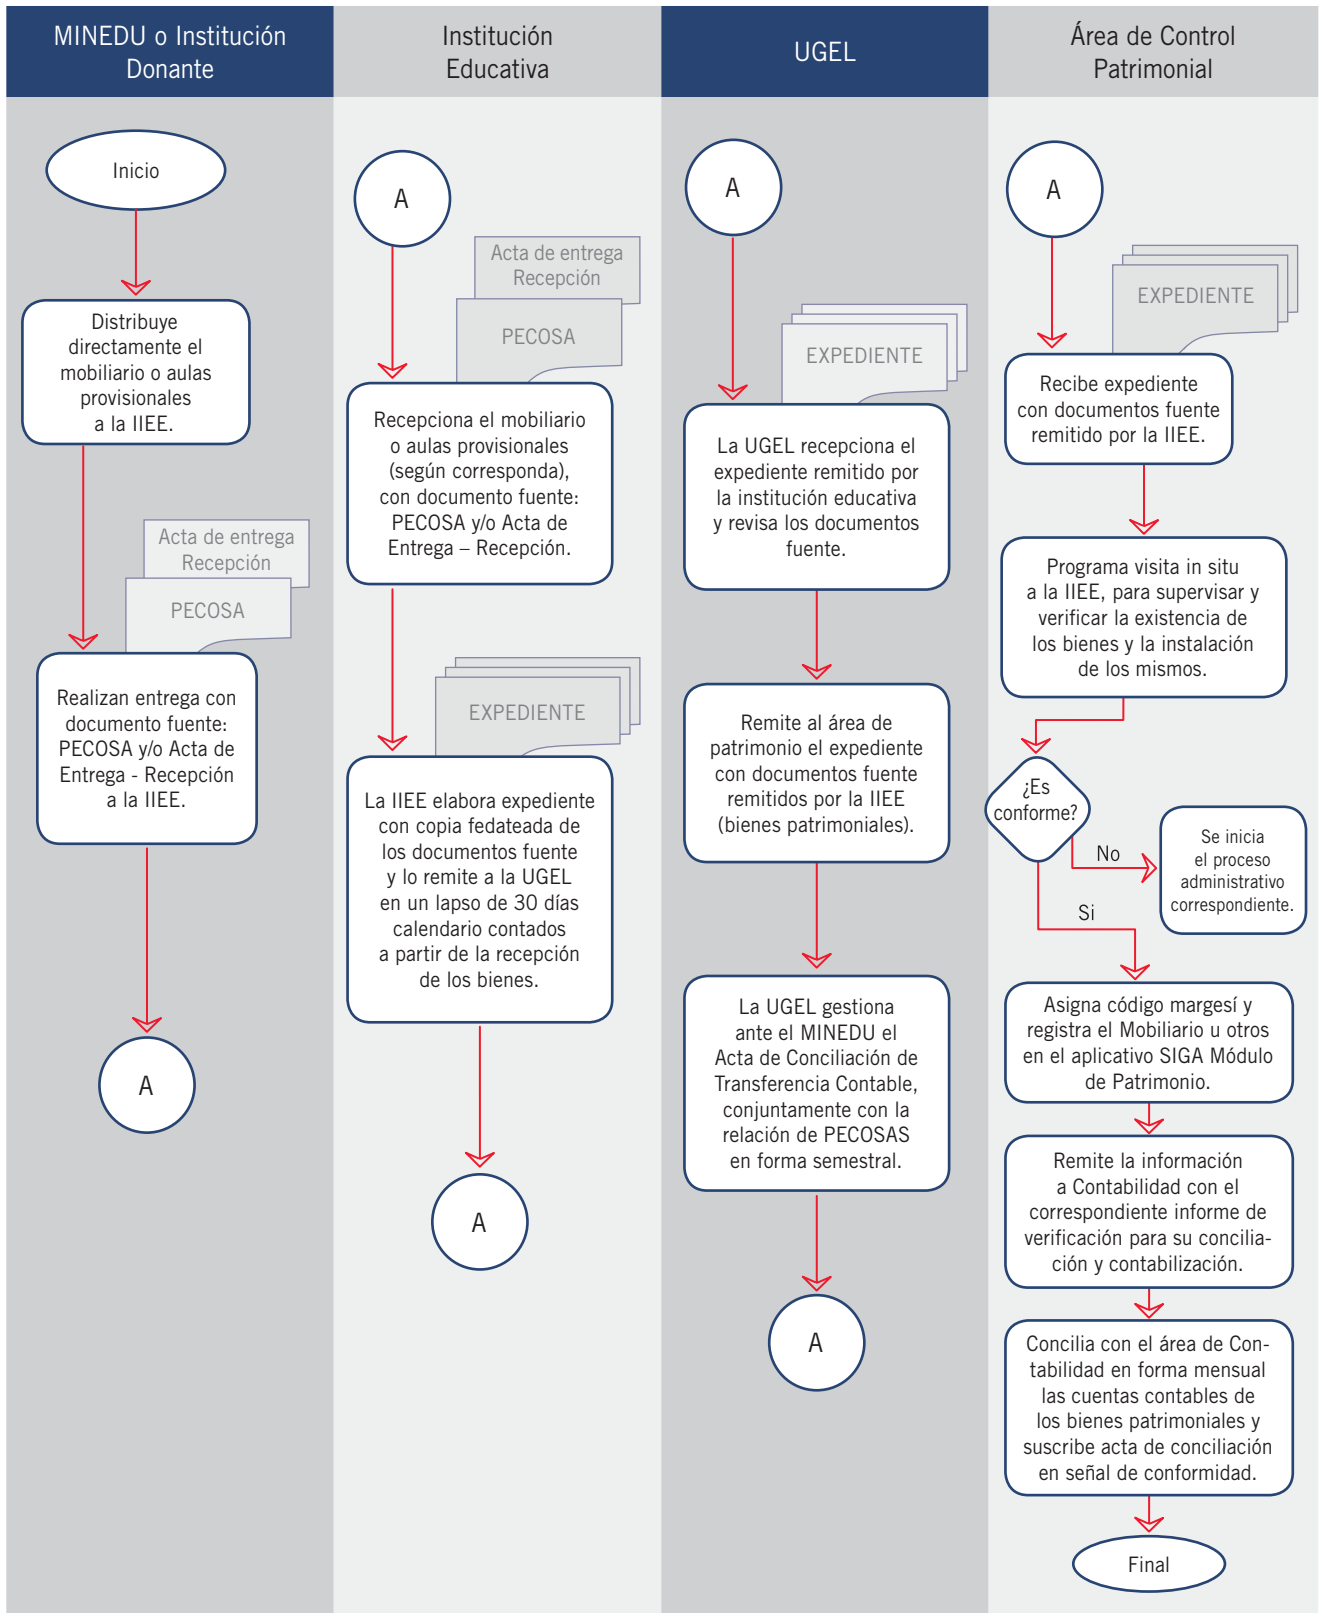 MINEDU o Institución
Donante
Institución
Educativa
UGEL
Área de Control
Patrimonial
Inicio
Distribuye
directamente el
mobiliario o aulas
provisionales
a la IIEE.
Acta de entrega
Recepción
PECOSA
Realizan entrega con
documento fuente:
PECOSA y/o Acta de
Entrega - Recepción
a la IIEE.
A
A
Acta de entrega
Recepción
PECOSA
Recepciona el mobiliario
o aulas provisionales
(según corresponda),
con documento fuente:
PECOSA y/o Acta de
Entrega – Recepción.
EXPEDIENTE
La IIEE elabora expediente
con copia fedateada de
los documentos fuente
y lo remite a la UGEL
en un lapso de 30 días
calendario contados
a partir de la recepción
de los bienes.
A
A
EXPEDIENTE
La UGEL recepciona el
expediente remitido por
la institución educativa
y revisa los documentos
fuente.
Remite al área de
patrimonio el expediente
con documentos fuente
remitidos por la IIEE
(bienes patrimoniales).
La UGEL gestiona
ante el MINEDU el
Acta de Conciliación de
Transferencia Contable,
conjuntamente con la
relación de PECOSAS
en forma semestral.
A
A
EXPEDIENTE
Recibe expediente
con documentos fuente
remitido por la IIEE.
Programa visita in situ
a la IIEE, para supervisar y
verificar la existencia de
los bienes y la instalación
de los mismos.
¿Es
conforme?
No
Se inicia
el proceso
administrativo
correspondiente.
Si
Asigna código margesí y
registra el Mobiliario u otros
en el aplicativo SIGA Módulo
de Patrimonio.
Remite la información
a Contabilidad con el
correspondiente informe de
verificación para su concilia-
ción y contabilización.
Concilia con el área de Con-
tabilidad en forma mensual
las cuentas contables de
los bienes patrimoniales y
suscribe acta de conciliación
en señal de conformidad.
Final